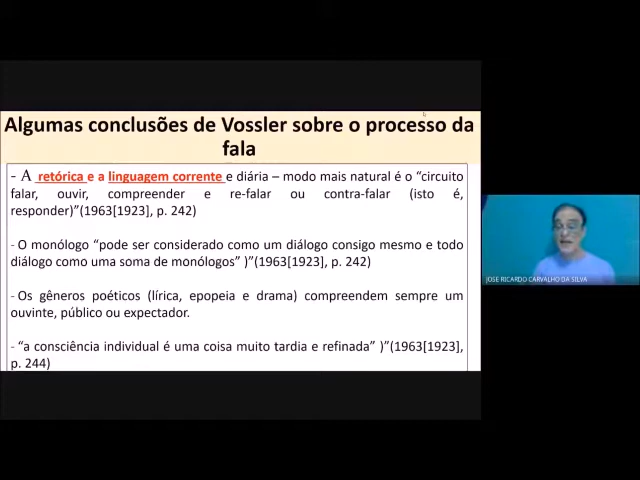 Algumas conclusões de Vossler sobre o processo da
fala
- A retórica e a linguagem corrente e diária – modo mais natural é o “circuito
falar, ouvir, compreender e re-falar ou contra-falar (isto é,
responder)”(1963[1923], p. 242)
- O monólogo “pode ser considerado como um diálogo consigo mesmo e todo
diálogo como uma soma de monólogos” )”(1963[1923], p. 242)
- Os gêneros poéticos (lírica, epopeia e drama) compreendem sempre um
ouvinte, público ou expectador.
- “a consciência individual é uma coisa muito tardia e refinada” )”(1963[1923],
p. 244)
JOSE RICARDO CARVALHO DA SILVA